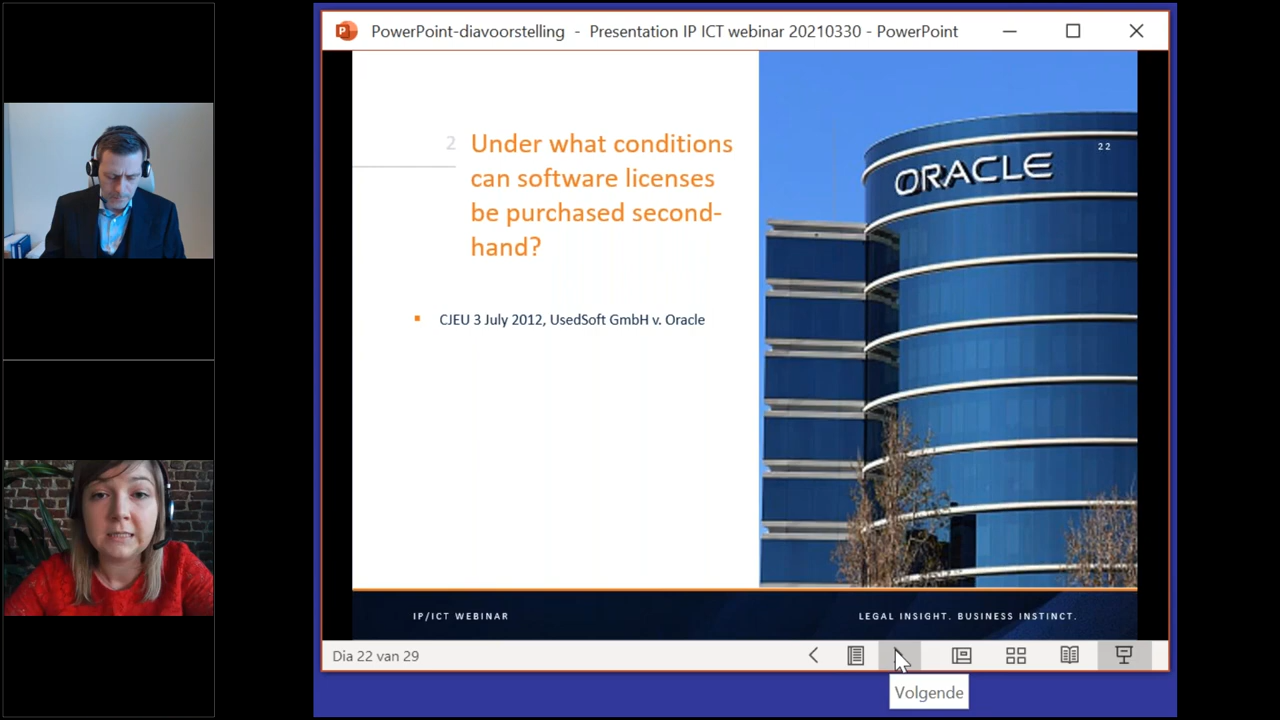 PowerPoint-diavoorstelling - Presentation IP ICT webinar 20210330 - PowerPoint
2
Under what conditions
can software licenses
be purchased second-
hand?
CJEU 3 July 2012, UsedSoft GmbH v. Oracle
ORACLE
22
IP/ICT WEBINAR
LEGAL INSIGHT. BUSINESS INSTINCT.
Dia 22 van 29
Volgende